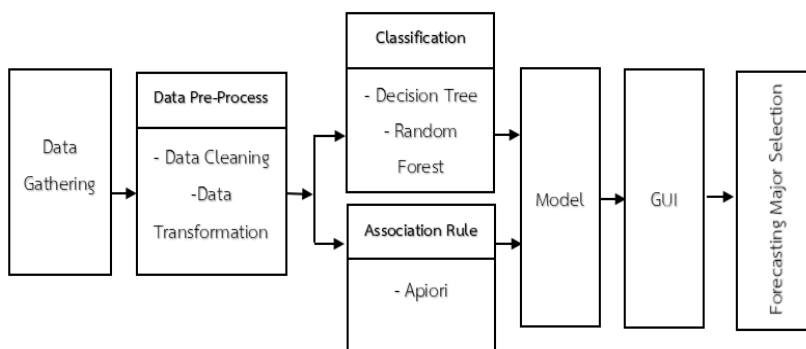 Data
Gathering
Data Pre-Process
- Data Cleaning
-Data
Transformation
Classification
- Decision Tree
- Random
Forest
Association Rule
- Apiori
Model
GUI
Forecasting Major Selection